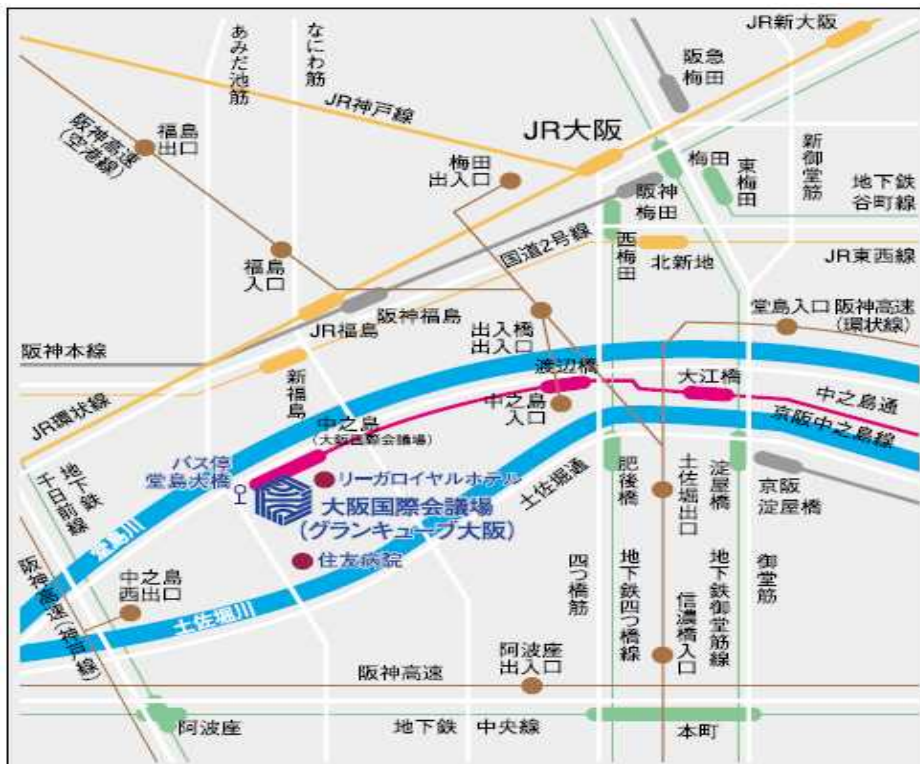 あみだ池筋
なにわ筋
JR新大阪
阪急
梅田
JR神戸線
JR大阪
新御堂筋
阪神高速
(空港線)
福島
出口
梅田
出入口
梅田
東梅田
地下鉄
谷町線
阪神
梅田
西梅田
国道2号線
北新地
JR東西線
福島
入口
阪神福島
JR福島
出入橋
出入口
堂島入口
阪神高速
(環状線)
阪神本線
新福島
渡辺橋
大江橋
中之島通
JR環状線
中之島
(大阪国際会議場)
中之島
入口
京阪中之島線
バス停
堂島大橋
リーガロイヤルホテル
土佐堀通
肥後橋
土佐堀出口
淀屋橋
京阪
淀屋橋
地下鉄
千日前線
大阪国際会議場
(グランキューブ大阪)
堂島川
住友病院
四つ橋筋
地下鉄四つ橋線
信濃橋入口
地下鉄御堂筋線
御堂筋
中之島
西出口
阪神高速(神戸線)
土佐堀川
阿波座
出入口
阪神高速
阿波座
地下鉄 中央線
本町